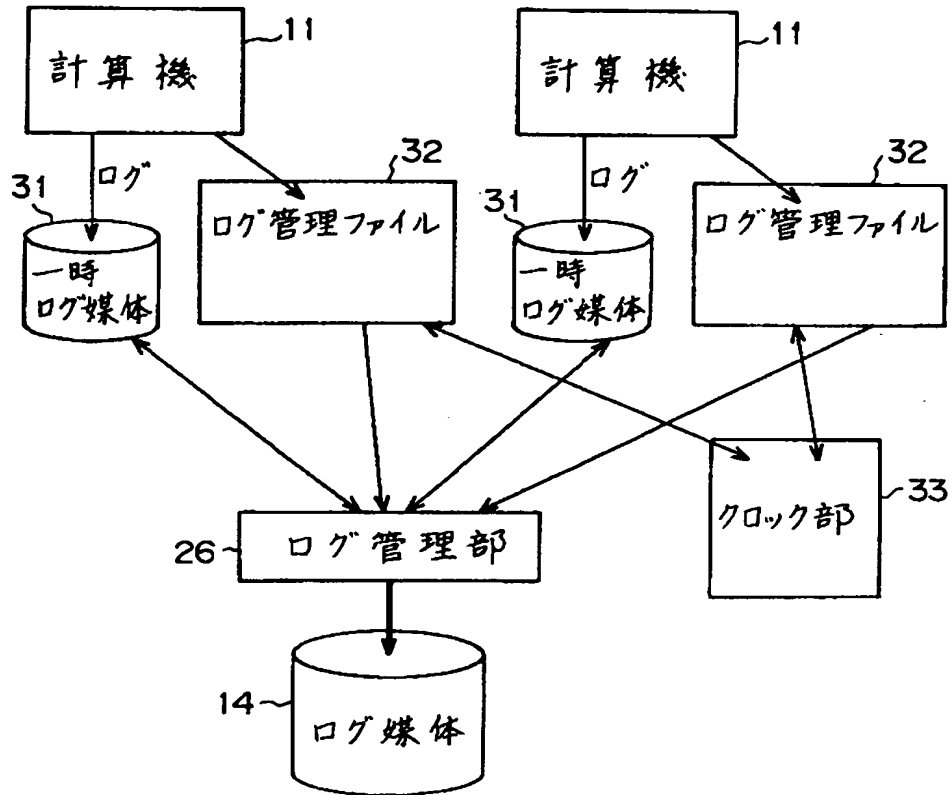 11
計算機
11
計算機
ログ
32
ログ管理ファイル
31
一時
ログ媒体
ログ
32
ログ管理ファイル
31
一時
ログ媒体
33
クロック部
26
ログ管理部
14
ログ媒体